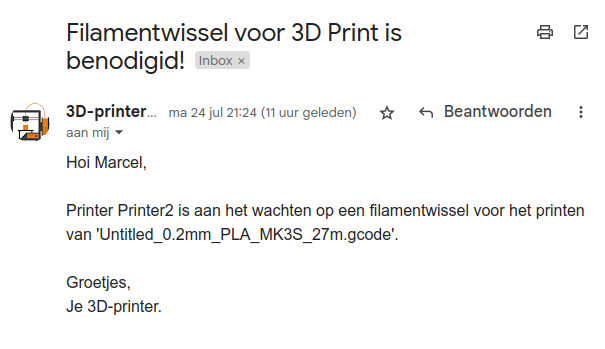 Filamentwissel voor 3D Print is
benodigid! Inbox ×
3D-printer... ma 24 jul 21:24 (11 uur geleden) Beantwoorden
aan mij
Hoi Marcel,
Printer Printer2 is aan het wachten op een filamentwissel voor het printen
van 'Untitled_0.2mm_PLA_MK3S_27m.gcode'.
Groetjes,
Je 3D-printer.